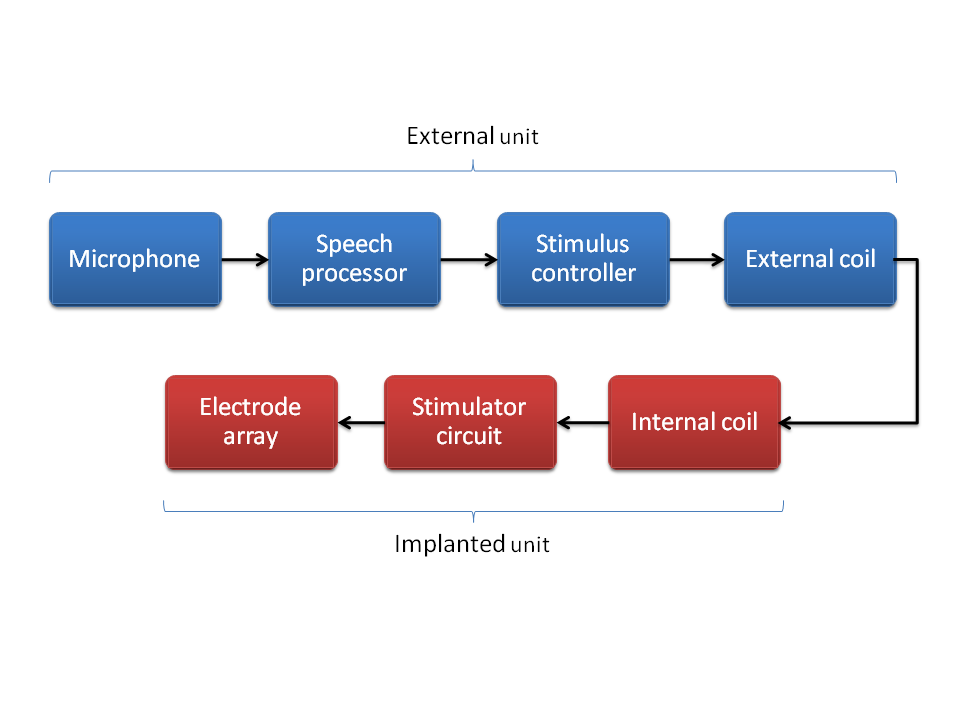 External unit
Microphone
Speech
processor
Stimulus
controller
External coil
Electrode
array
Stimulator
circuit
Internal coil
Implanted unit